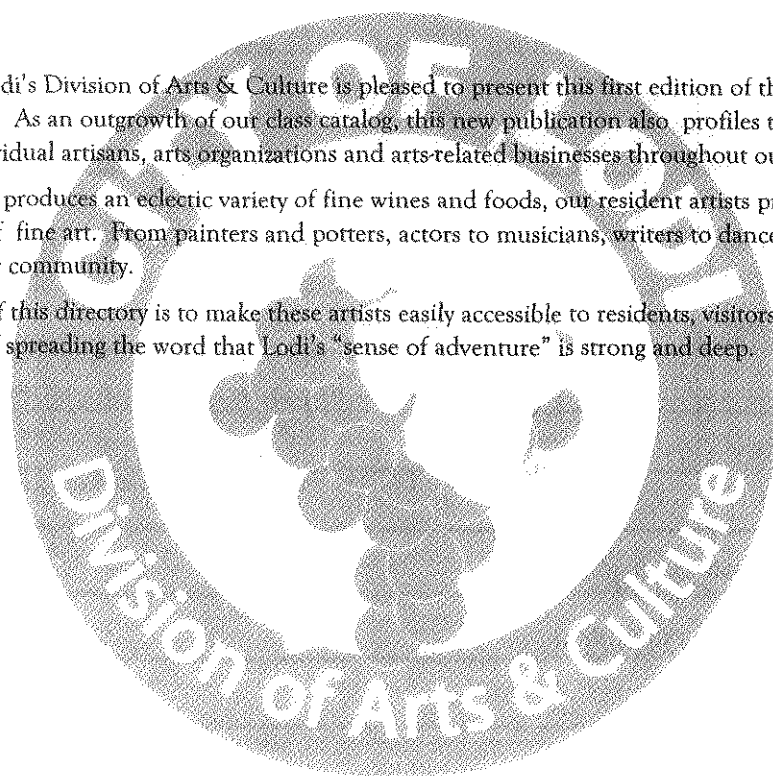 di's Division of Arts & Culture is pleased to present this first edition of th
As an outgrowth of our class catalog, this new publication also profiles t
vidual artisans, arts organizations and arts-related businesses throughout ou
produces an eclectic variety of fine wines and foods, our resident artists pr
f fine art. From painters and potters, actors to musicians, writers to dance
community.
f this directory is to make these artists easily accessible to residents, visitors
spreading the word that Lodi's “sense of adventure” is strong and deep.
CITY OF LODI
Division of Arts & Culture